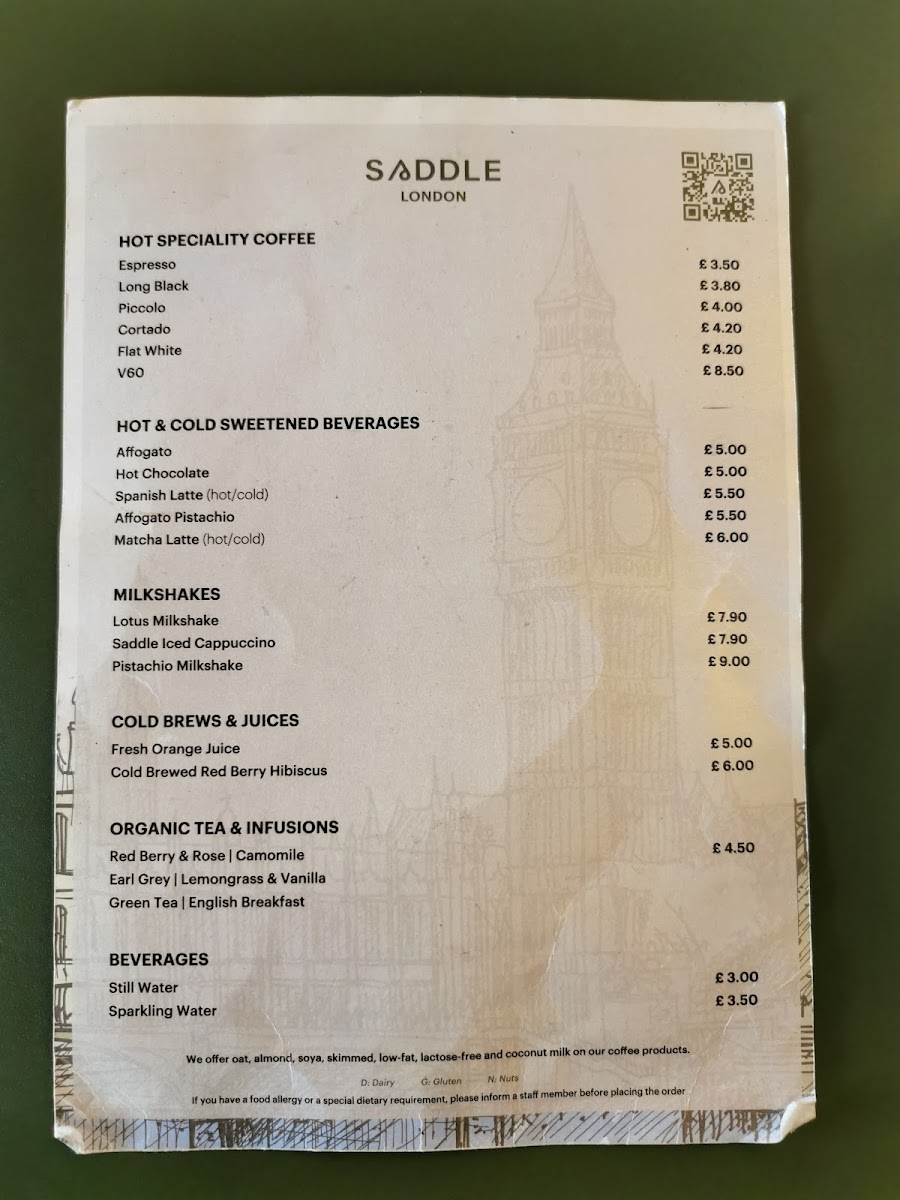 SADDLE
LONDON
HOT SPECIALITY COFFEE
Espresso £ 3.50
Long Black £ 3.80
Piccolo £ 4.00
Cortado £ 4.20
Flat White £ 4.20
V60 £ 8.50
HOT & COLD SWEETENED BEVERAGES
Affogato £ 5.00
Hot Chocolate £ 5.00
Spanish Latte (hot/cold) £ 5.50
Affogato Pistachio £ 5.50
Matcha Latte (hot/cold) £ 6.00
MILKSHAKES
Lotus Milkshake £ 7.90
Saddle Iced Cappuccino £ 7.90
Pistachio Milkshake £ 9.00
COLD BREWS & JUICES
Fresh Orange Juice £ 5.00
Cold Brewed Red Berry Hibiscus £ 6.00
ORGANIC TEA & INFUSIONS
Red Berry & Rose | Camomile £ 4.50
Earl Grey | Lemongrass & Vanilla
Green Tea | English Breakfast
BEVERAGES
Still Water £ 3.00
Sparkling Water £ 3.50
We offer oat, almond, soya, skimmed, low-fat, lactose-free and coconut milk on our coffee products.
D: Dairy G: Gluten N: Nuts
If you have a food allergy or a special dietary requirement, please inform a staff member before placing the order